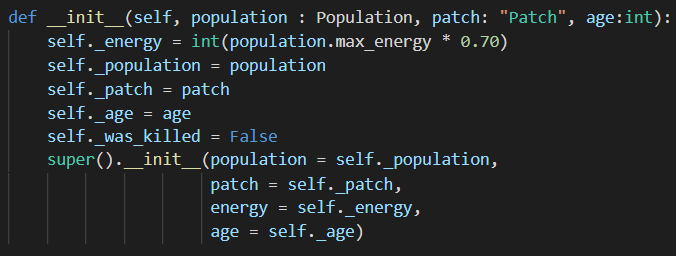 def __init__(self, population : Population, patch: "Patch", age:int):
    self._energy = int(population.max_energy * 0.70)
    self._population = population
    self._patch = patch
    self._age = age
    self._was_killed = False
    super().__init__(population = self._population,
                     patch = self._patch,
                     energy = self._energy,
                     age = self._age)